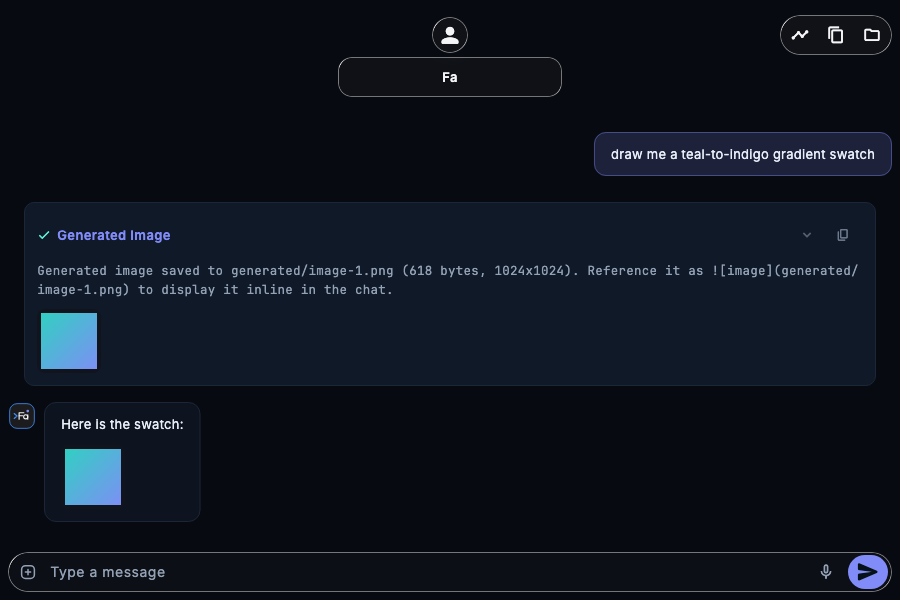 Fa
draw me a teal-to-indigo gradient swatch
Generated Image
Generated image saved to generated/image-1.png (618 bytes, 1024x1024). Reference it as ![image](generated/
image-1.png) to display it inline in the chat.
>Fa
Here is the swatch:
Type a message